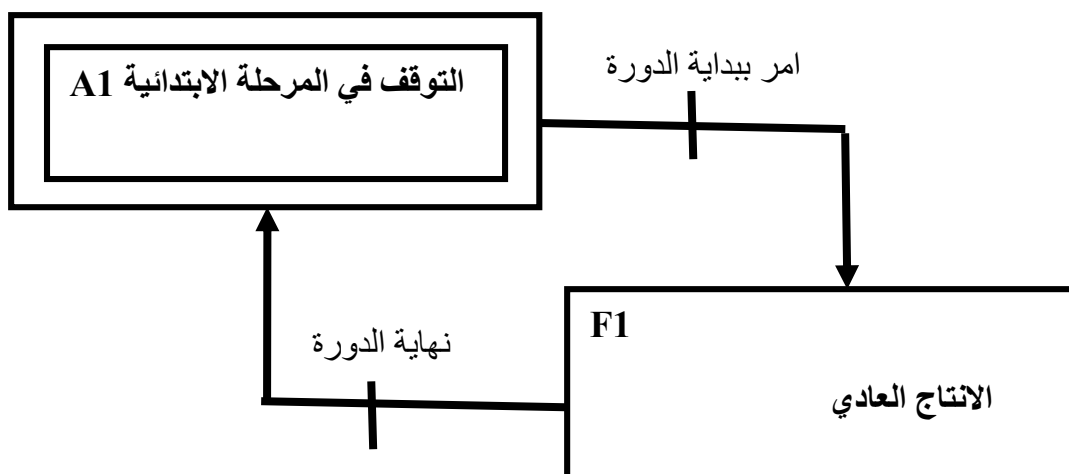 التوقف في المرحلة الابتدائية A1
امر ببداية الدورة
F1
نهاية الدورة
الانتاج العادي